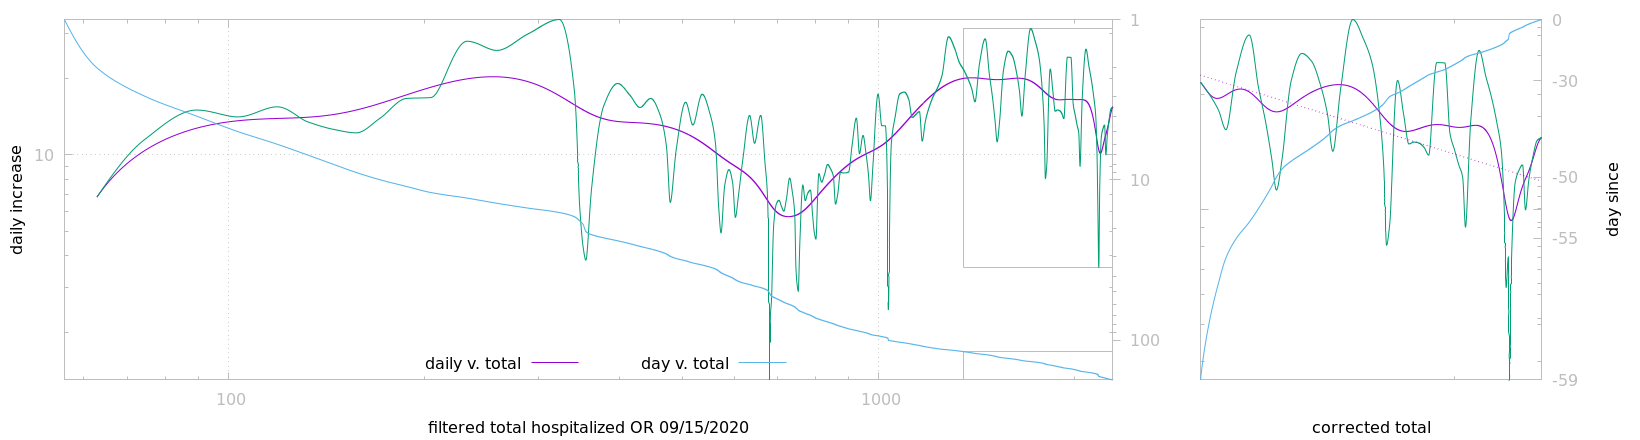 1
0
-30
10
daily increase
10
-50
-55
day since
100
daily v. total
day v. total
-59
100
1000
filtered total hospitalized OR 09/15/2020
corrected total